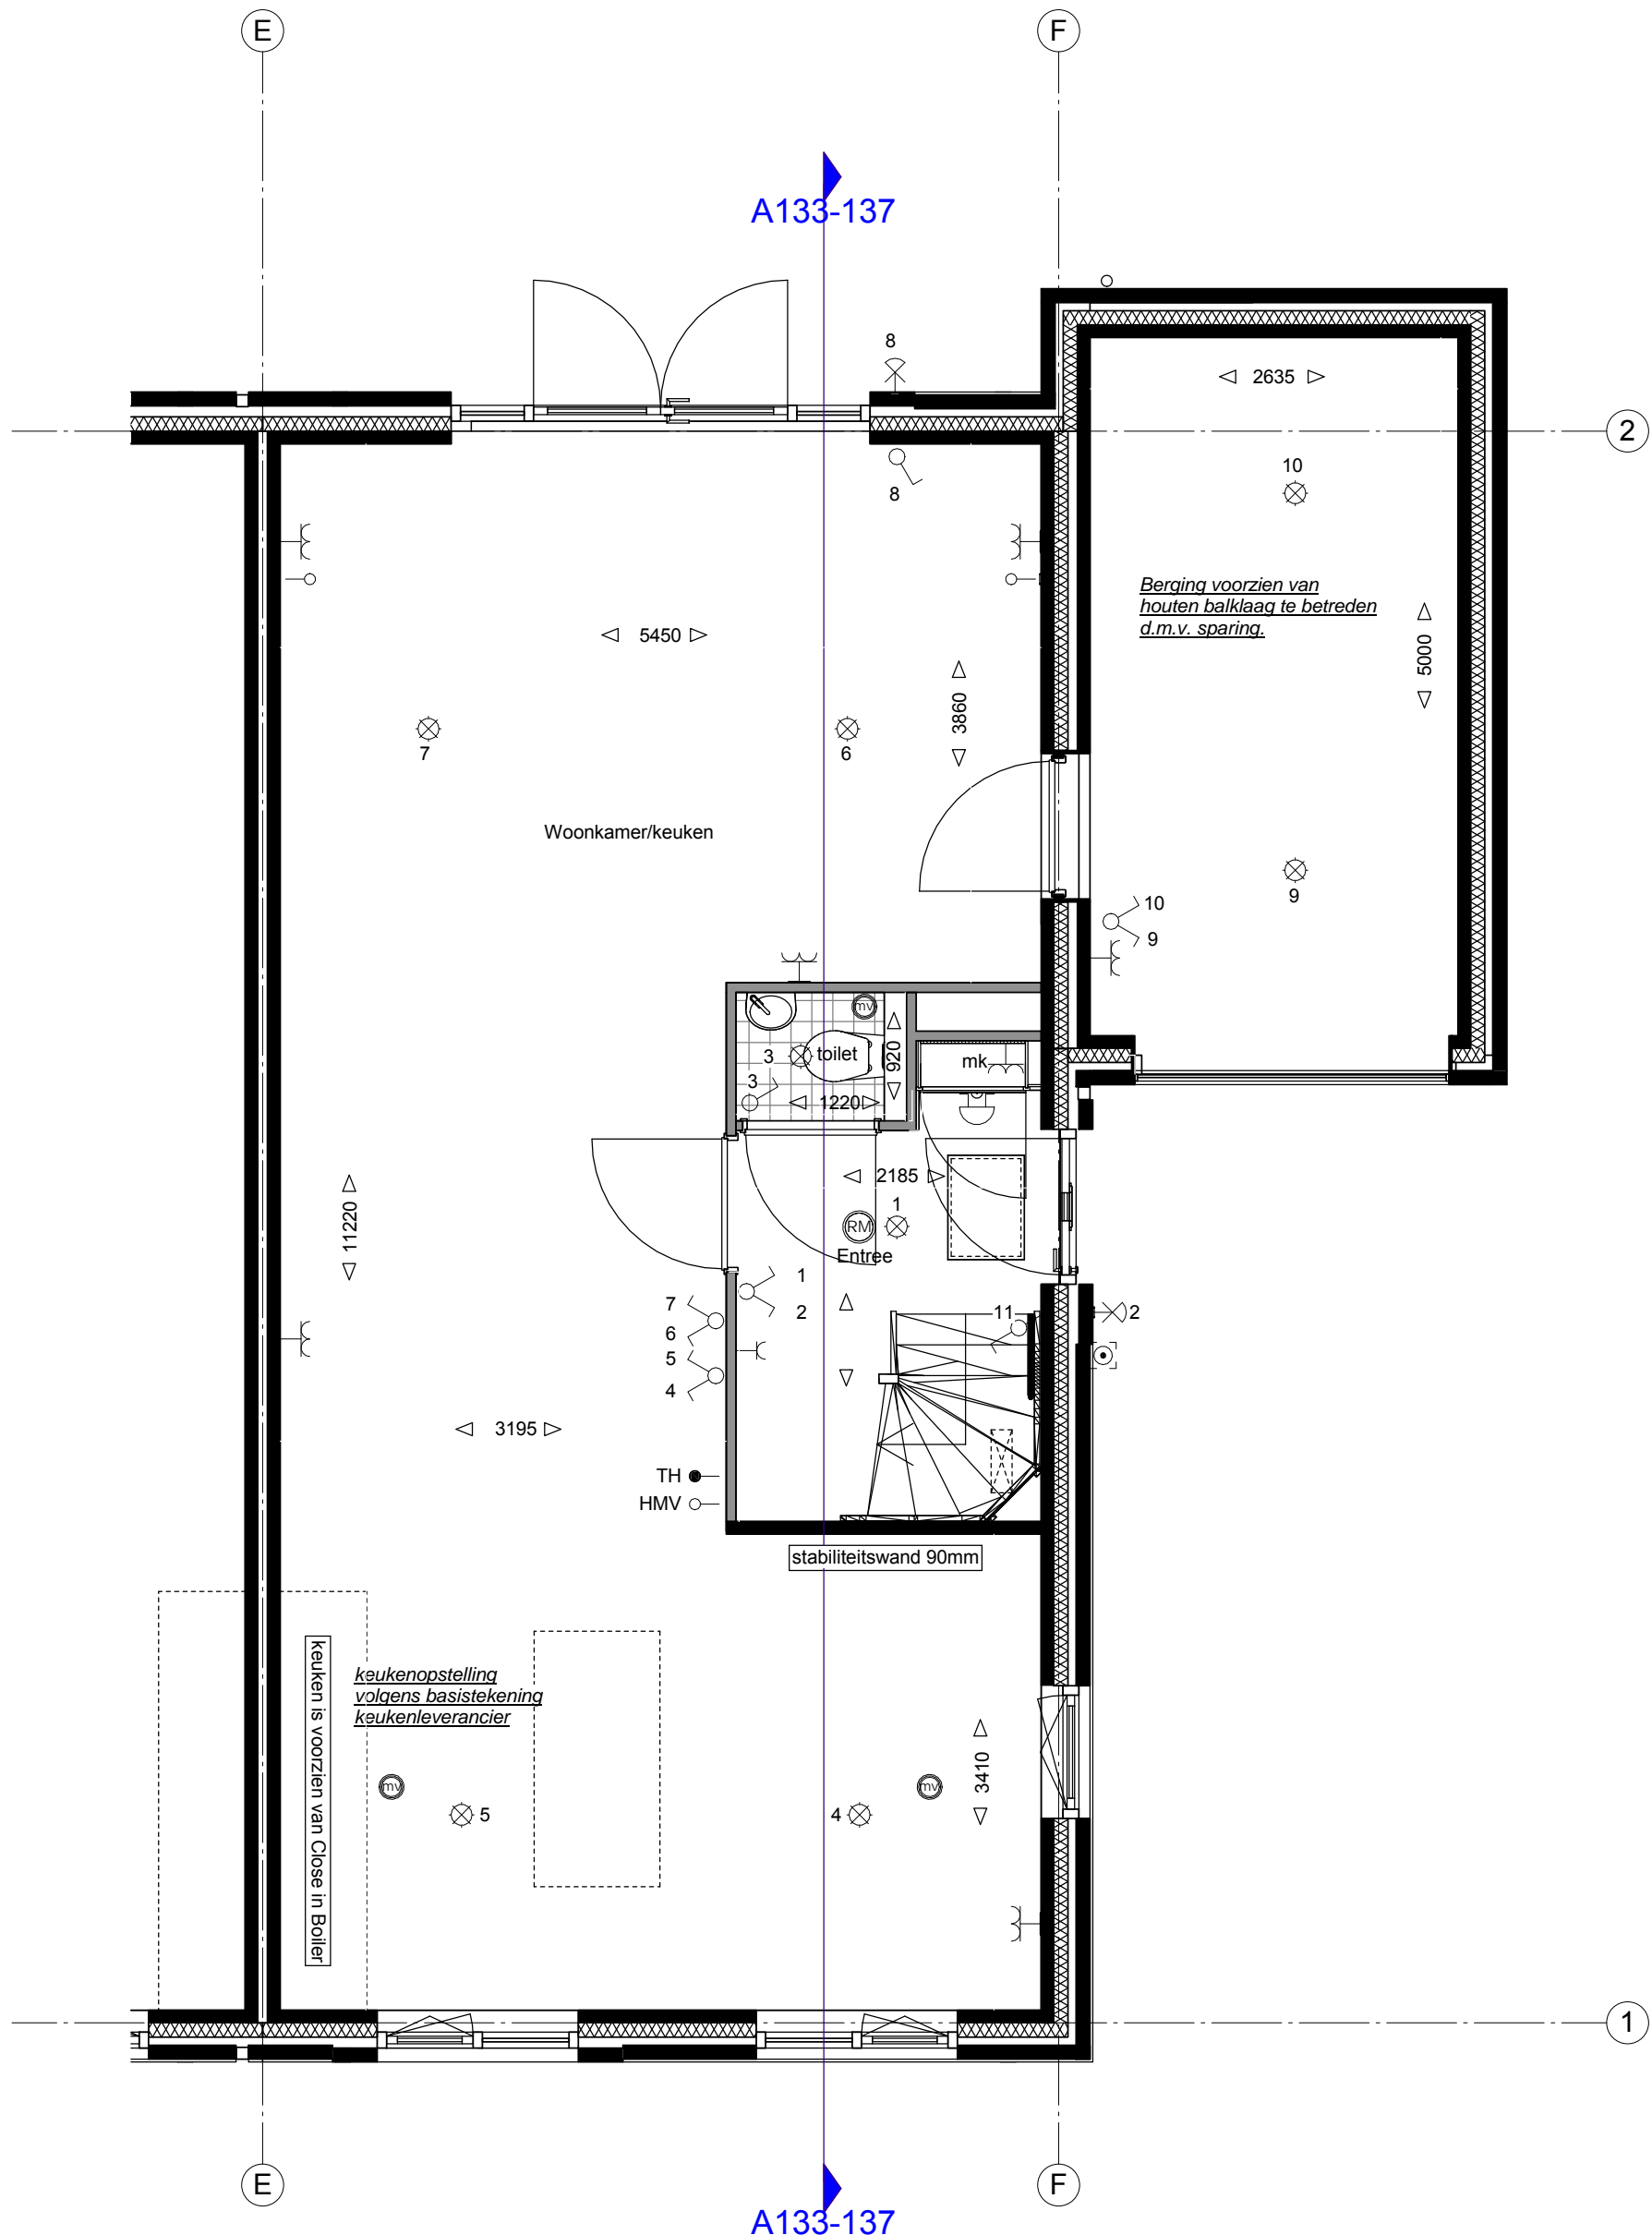 E
F
A133-137
8
2635
2
8
10
Berging voorzien van
houten balklaag te betreden
d.m.v. sparing.
5450
5000
3860
7
6
Woonkamer/keuken
9
10
9
mv
3
toilet
920
mk
3
1220
2185
1
RM
Entree
11220
1
2
7
6
5
4
11
2
3195
TH
HMV
stabiliteitswand 90mm
keuken is voorzien van Close in Boiler
keukenopstelling
volgens basistekening
keukenleverancier
3410
mv
mv
5
4
1
E
F
A133-137